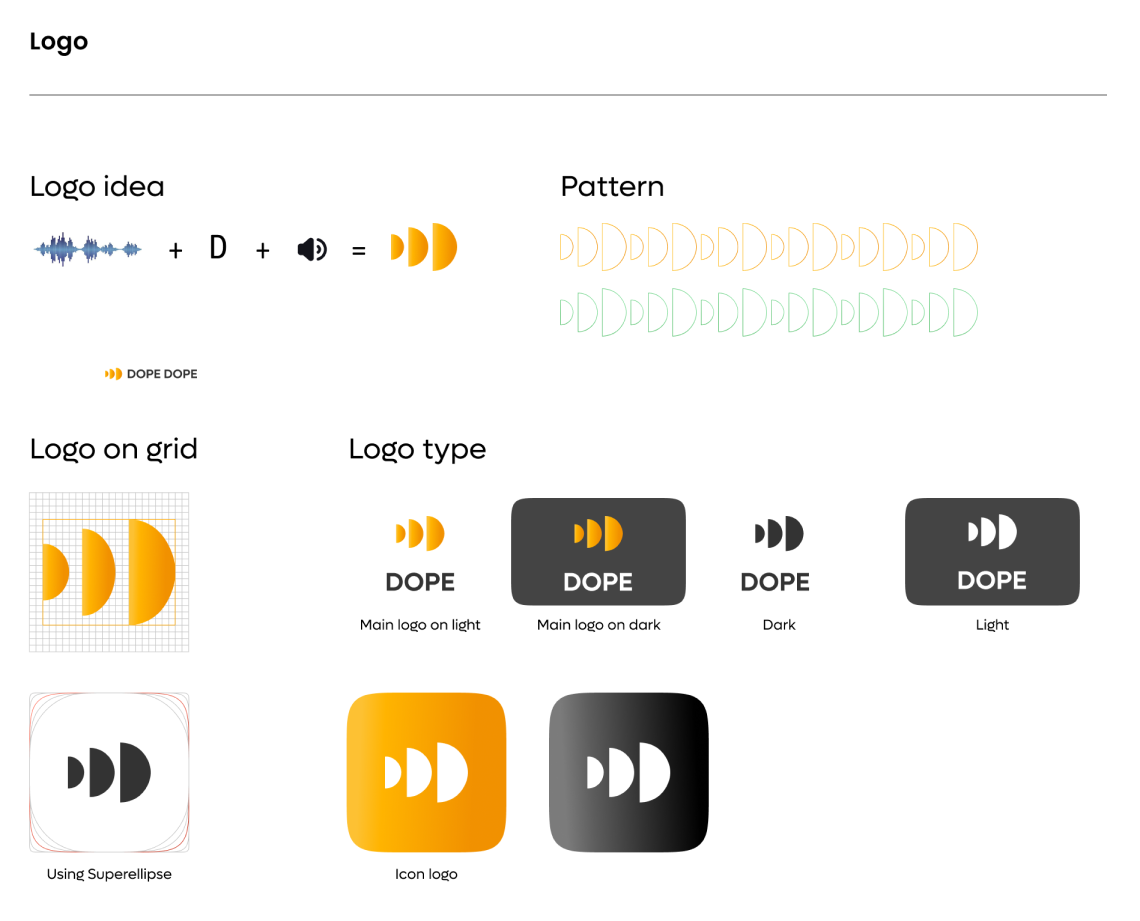 Logo
Logo idea
Pattern
+ D + =
DOPE DOPE
Logo on grid
Logo type
DOPE
DOPE
DOPE
DOPE
Main logo on light
Main logo on dark
Dark
Light
Using Superellipse
Icon logo